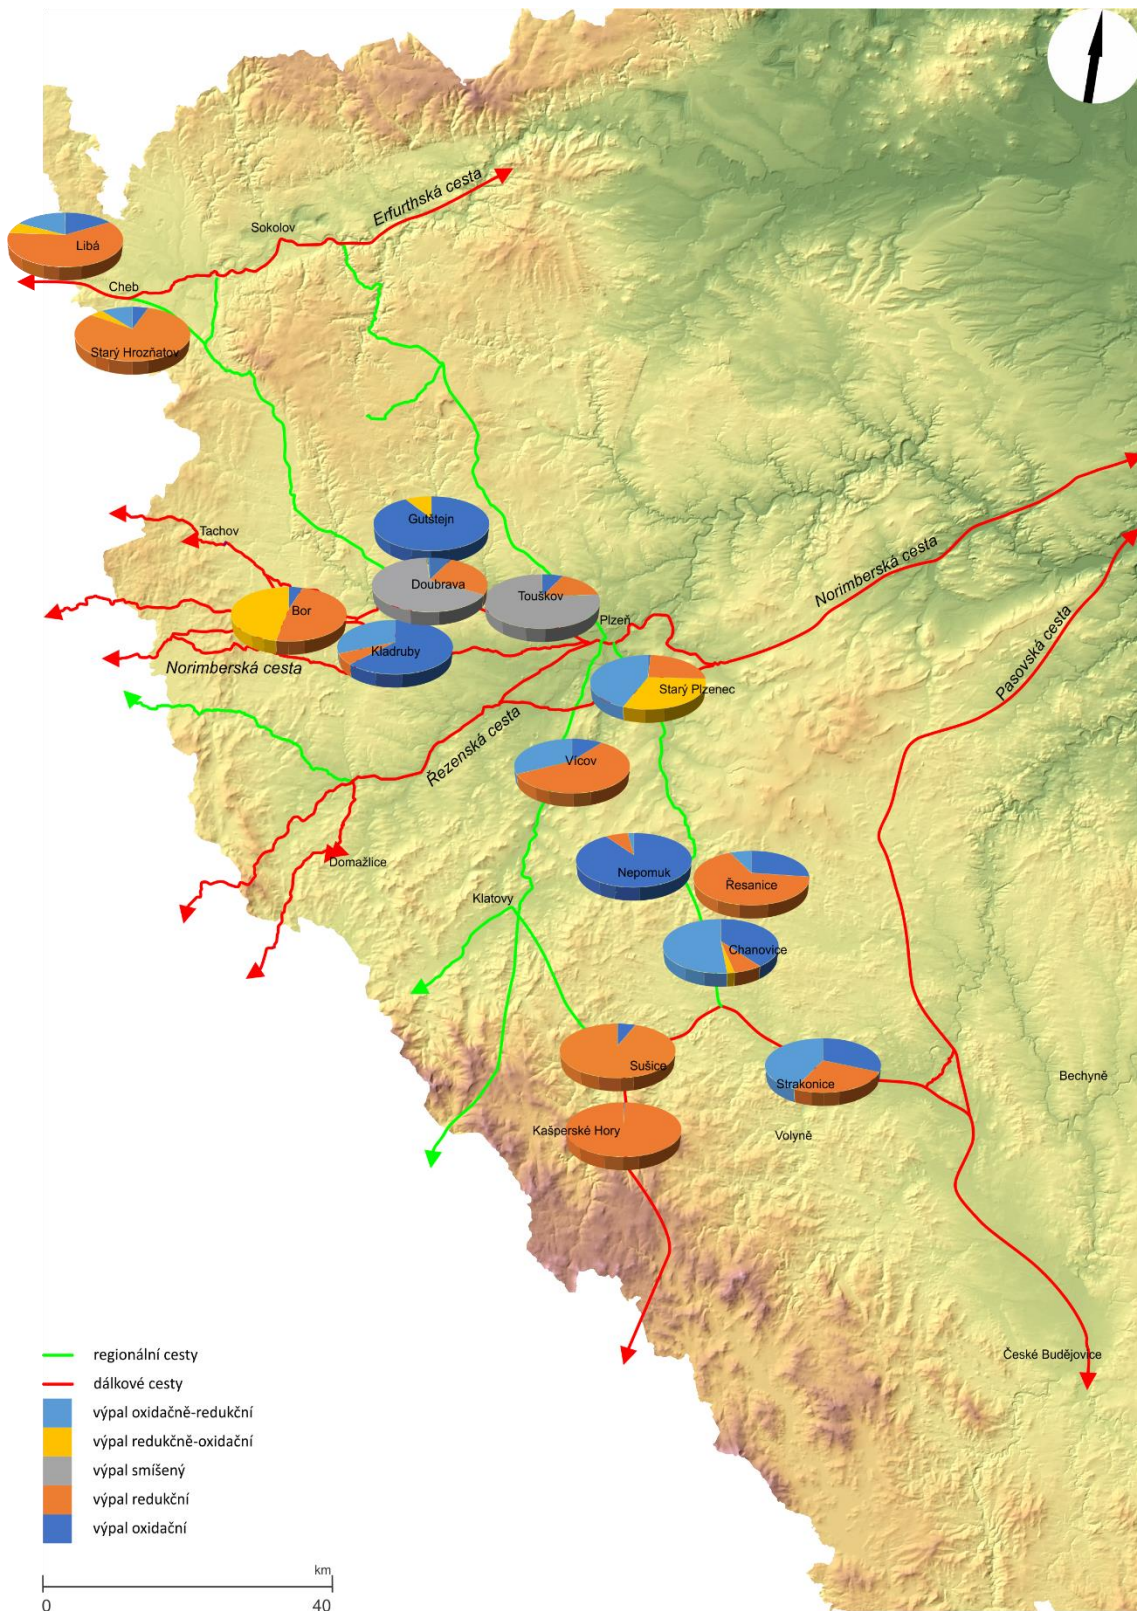 Erfurthská cesta
Sokolov
Libá
Cheb
Starý Hrozňatov
Tachov
Gutštejn
Doubrava
Touškov
Bor
Plzeň
Kladruby
Norimberská cesta
Norimberská cesta
Starý Plzenec
Pasovská cesta
Řezenská cesta
Vícov
Domažlice
Nepomuk
Řesanice
Klatovy
Chanovice
Sušice
Strakonice
Bechyně
Kašperské Hory
Volyně
České Budějovice
regionální cesty
dálkové cesty
výpal oxidačně-redukční
výpal redukčně-oxidační
výpal smíšený
výpal redukční
výpal oxidační
km
0 40